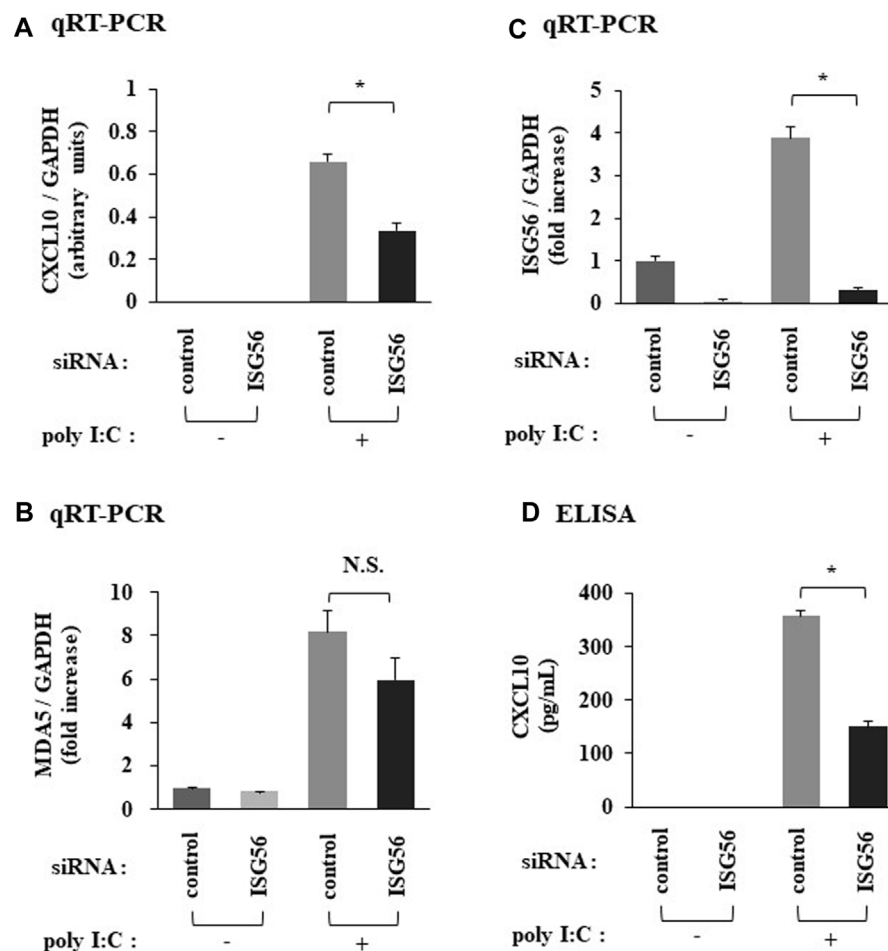 A qRT-PCR
CXCL10 / GAPDH
(arbitrary units)
1
0.8
0.6
0.4
0.2
0
*
siRNA :
control
ISG56
control
ISG56
poly I:C :
-
+
B qRT-PCR
MDA5 / GAPDH
(fold increase)
10
8
6
4
2
0
N.S.
siRNA :
control
ISG56
control
ISG56
poly I:C :
-
+
C qRT-PCR
ISG56 / GAPDH
(fold increase)
5
4
3
2
1
0
*
siRNA :
control
ISG56
control
ISG56
poly I:C :
-
+
D ELISA
CXCL10
(pg/mL)
400
300
200
100
0
*
siRNA :
control
ISG56
control
ISG56
poly I:C :
-
+